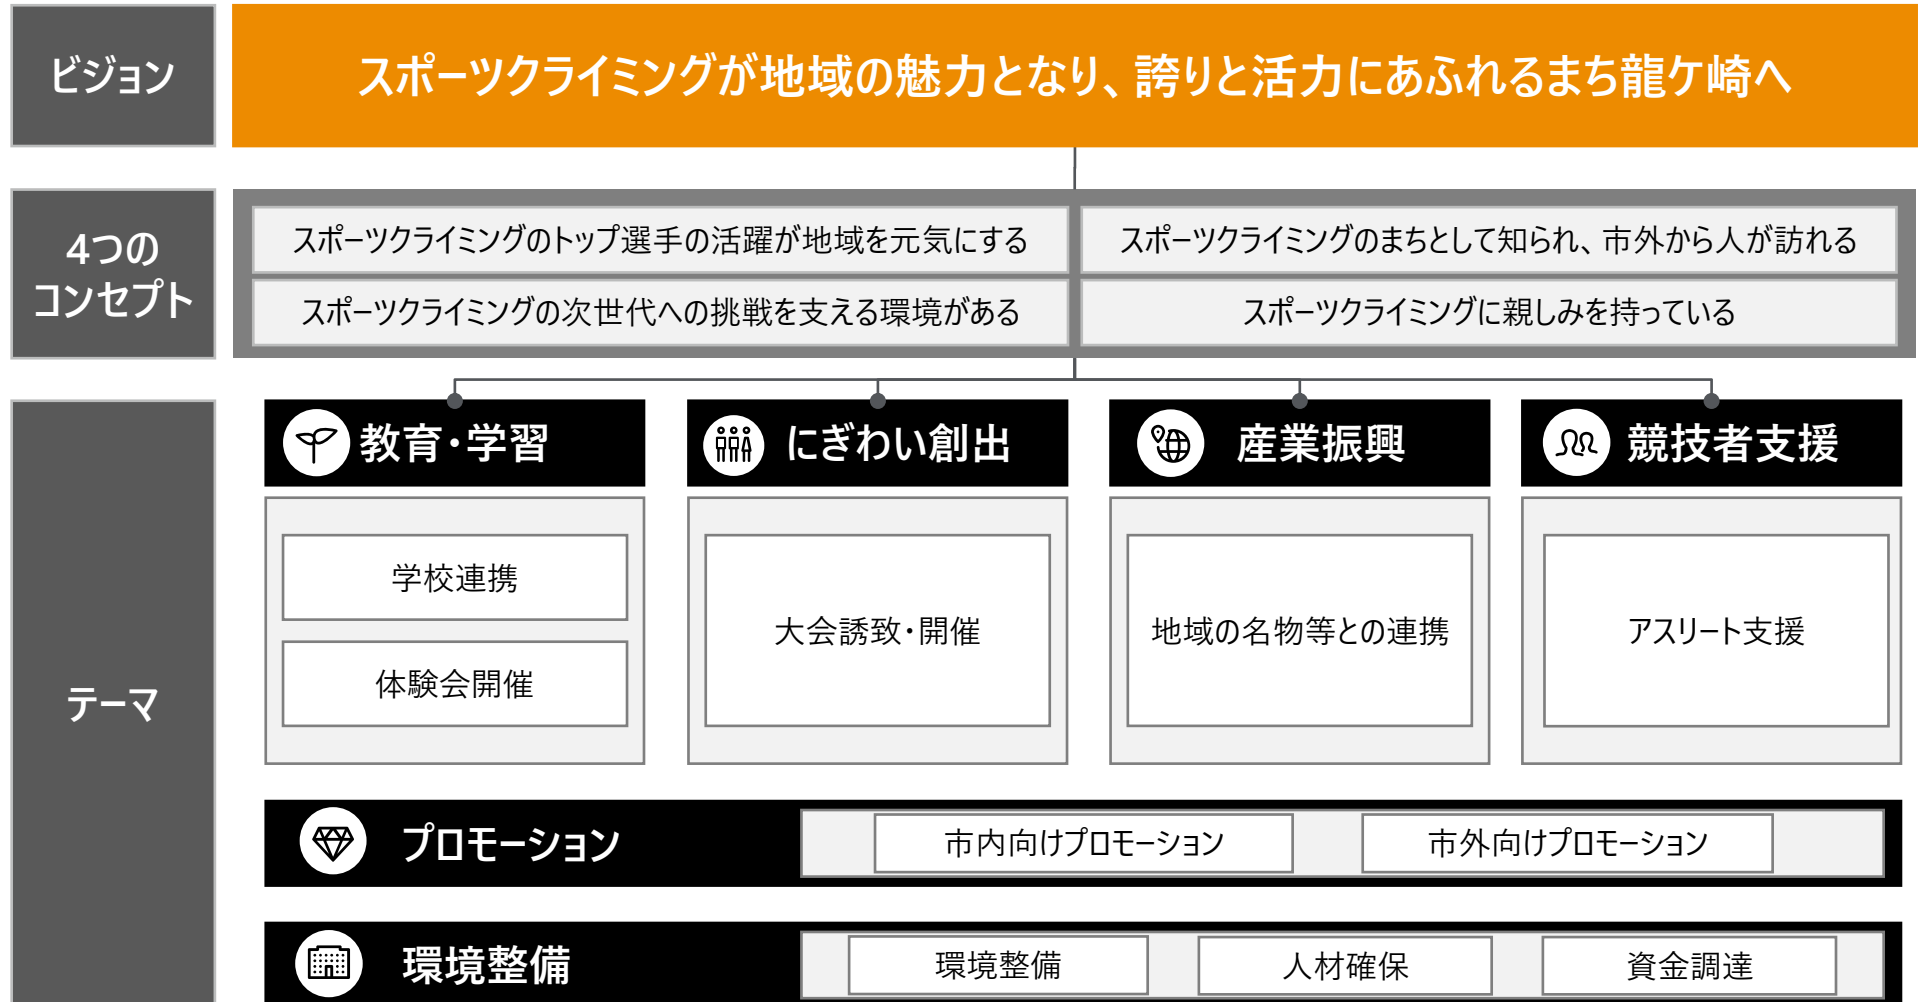 ビジョン
スポーツクライミングが地域の魅力となり、誇りと活力にあふれるまち龍ケ崎へ
4つの
コンセプト
スポーツクライミングのトップ選手の活躍が地域を元気にする
スポーツクライミングのまちとして知られ、市外から人が訪れる
スポーツクライミングの次世代への挑戦を支える環境がある
スポーツクライミングに親しみを持っている
テーマ
教育・学習
にぎわい創出
産業振興
競技者支援
学校連携
体験会開催
大会誘致・開催
地域の名物等との連携
アスリート支援
プロモーション
市内向けプロモーション
市外向けプロモーション
環境整備
環境整備
人材確保
資金調達